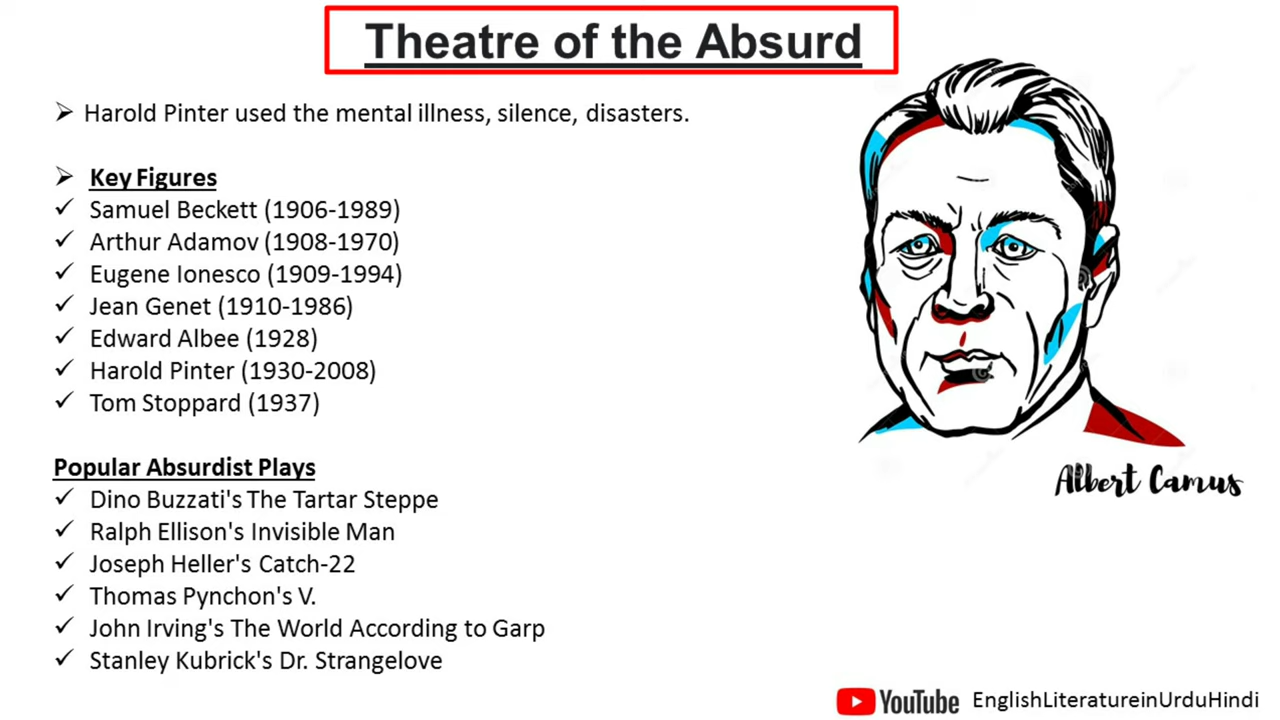 Theatre of the Absurd
Harold Pinter used the mental illness, silence, disasters.
Key Figures
Samuel Beckett (1906-1989)
Arthur Adamov (1908-1970)
Eugene Ionesco (1909-1994)
Jean Genet (1910-1986)
Edward Albee (1928)
Harold Pinter (1930-2008)
Tom Stoppard (1937)
Popular Absurdist Plays
Dino Buzzati's The Tartar Steppe
Ralph Ellison's Invisible Man
Joseph Heller's Catch-22
Thomas Pynchon's V.
John Irving's The World According to Garp
Stanley Kubrick's Dr. Strangelove
Albert Camus
YouTube EnglishLiteratureinUrduHindi